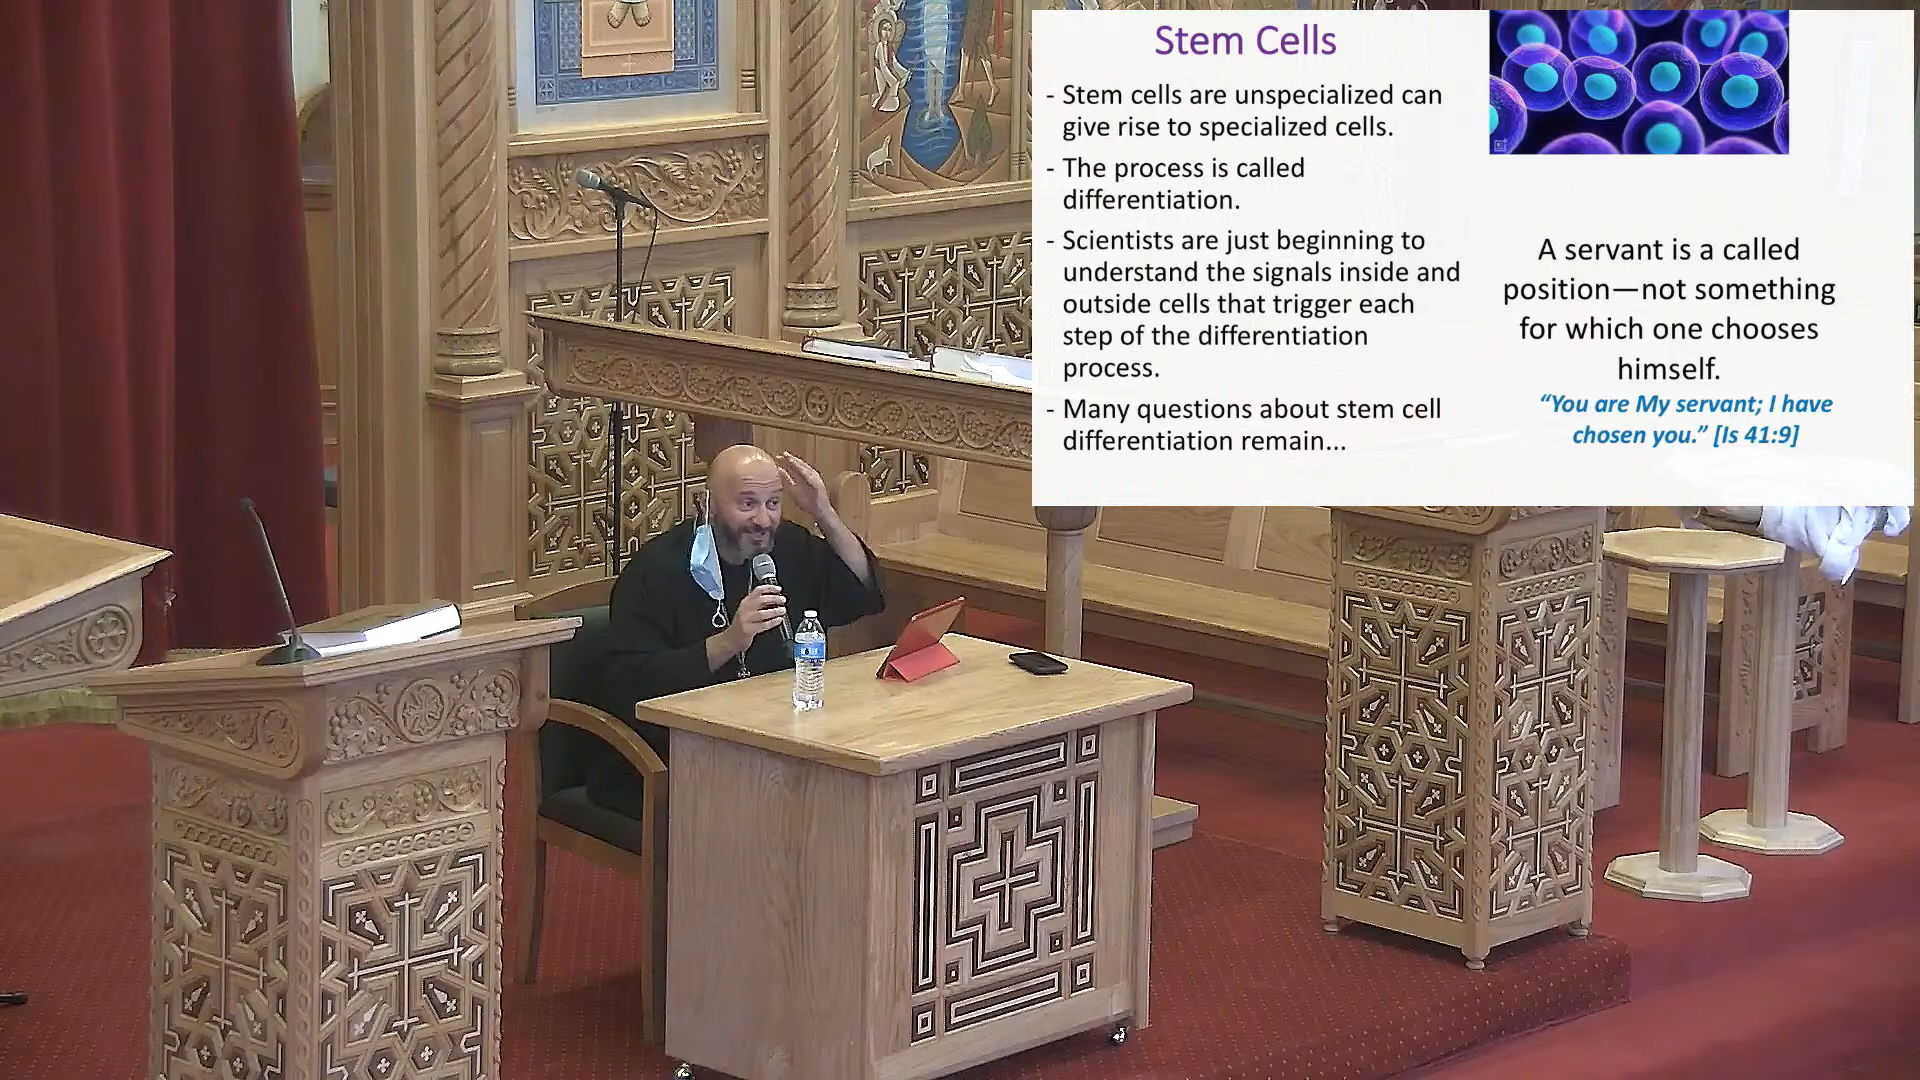 Stem Cells
- Stem cells are unspecialized can
give rise to specialized cells.
- The process is called
differentiation.
- Scientists are just beginning to
understand the signals inside and
outside cells that trigger each
step of the differentiation
process.
- Many questions about stem cell
differentiation remain...
A servant is a called
position—not something
for which one chooses
himself.
“You are My servant; I have
chosen you.” [Is 41:9]